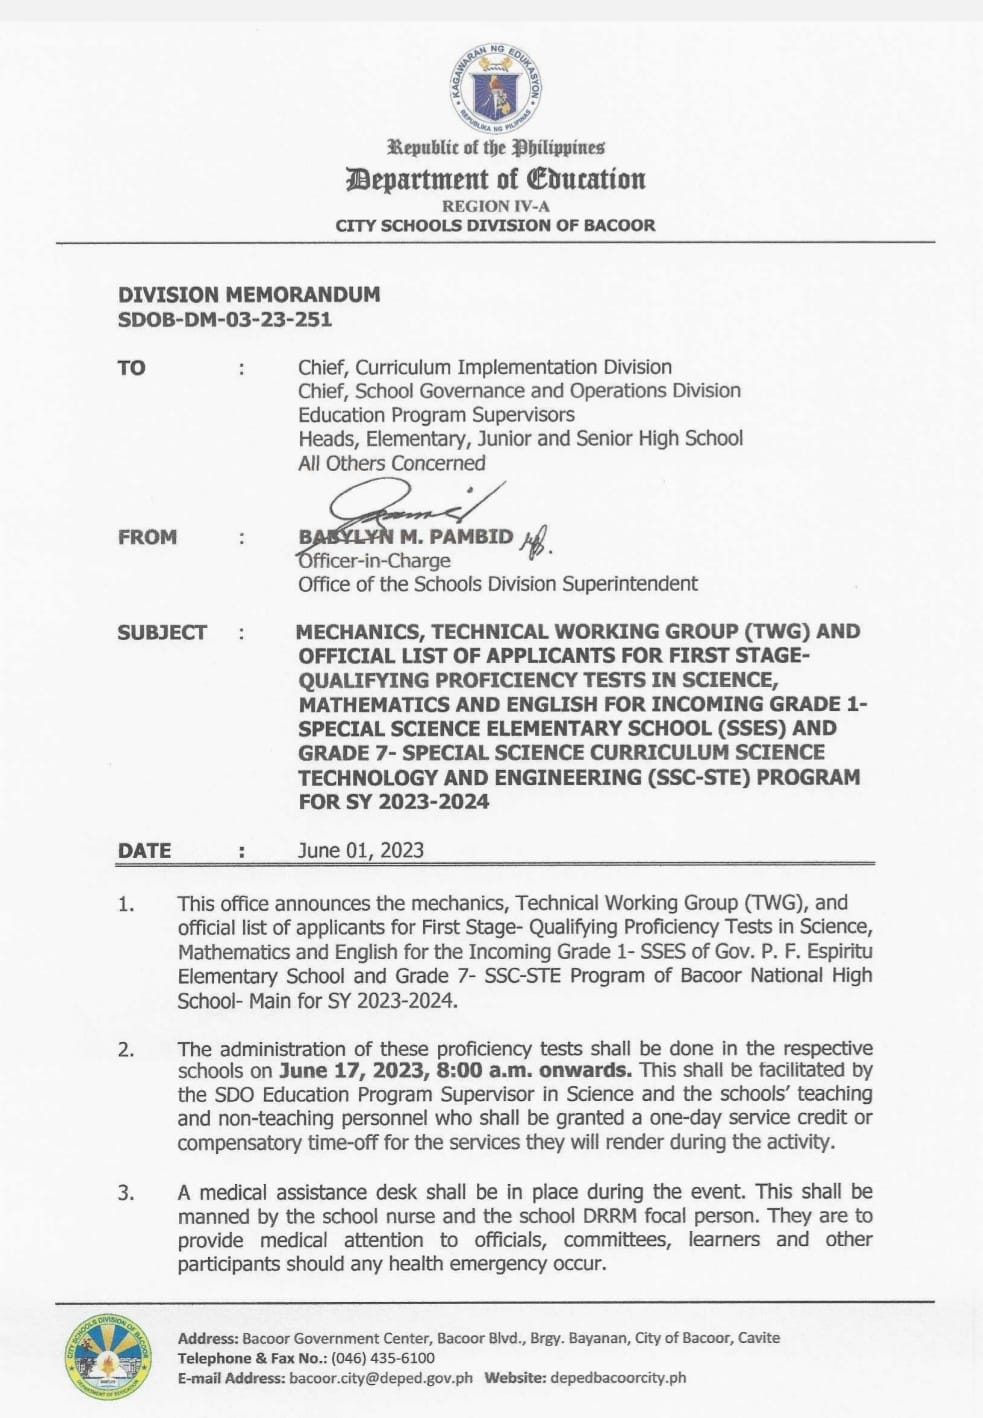 KAGAWARAN NG EDUKASYON
REPUBLIKA NG PILIPINAS
Republic of the Philippines
Department of Education
REGION IV-A
CITY SCHOOLS DIVISION OF BACOOR
DIVISION MEMORANDUM
SDOB-DM-03-23-251
TO : Chief, Curriculum Implementation Division
Chief, School Governance and Operations Division
Education Program Supervisors
Heads, Elementary, Junior and Senior High School
All Others Concerned
FROM : BABYLYN M. PAMBID
Officer-in-Charge
Office of the Schools Division Superintendent
SUBJECT : MECHANICS, TECHNICAL WORKING GROUP (TWG) AND
OFFICIAL LIST OF APPLICANTS FOR FIRST STAGE-
QUALIFYING PROFICIENCY TESTS IN SCIENCE,
MATHEMATICS AND ENGLISH FOR INCOMING GRADE 1-
SPECIAL SCIENCE ELEMENTARY SCHOOL (SSES) AND
GRADE 7- SPECIAL SCIENCE CURRICULUM SCIENCE
TECHNOLOGY AND ENGINEERING (SSC-STE) PROGRAM
FOR SY 2023-2024
DATE : June 01, 2023
1. This office announces the mechanics, Technical Working Group (TWG), and
official list of applicants for First Stage- Qualifying Proficiency Tests in Science,
Mathematics and English for the Incoming Grade 1- SSES of Gov. P. F. Espiritu
Elementary School and Grade 7- SSC-STE Program of Bacoor National High
School- Main for SY 2023-2024.
2. The administration of these proficiency tests shall be done in the respective
schools on June 17, 2023, 8:00 a.m. onwards. This shall be facilitated by
the SDO Education Program Supervisor in Science and the schools' teaching
and non-teaching personnel who shall be granted a one-day service credit or
compensatory time-off for the services they will render during the activity.
3. A medical assistance desk shall be in place during the event. This shall be
manned by the school nurse and the school DRRM focal person. They are to
provide medical attention to officials, committees, learners and other
participants should any health emergency occur.
CITY SCHOOLS DIVISION OF BACOOR
DEPARTMENT OF EDUCATION
Address: Bacoor Government Center, Bacoor Blvd., Brgy. Bayanan, City of Bacoor, Cavite
Telephone & Fax No.: (046) 435-6100
E-mail Address: bacoor.city@deped.gov.ph Website: depedbacoorcity.ph